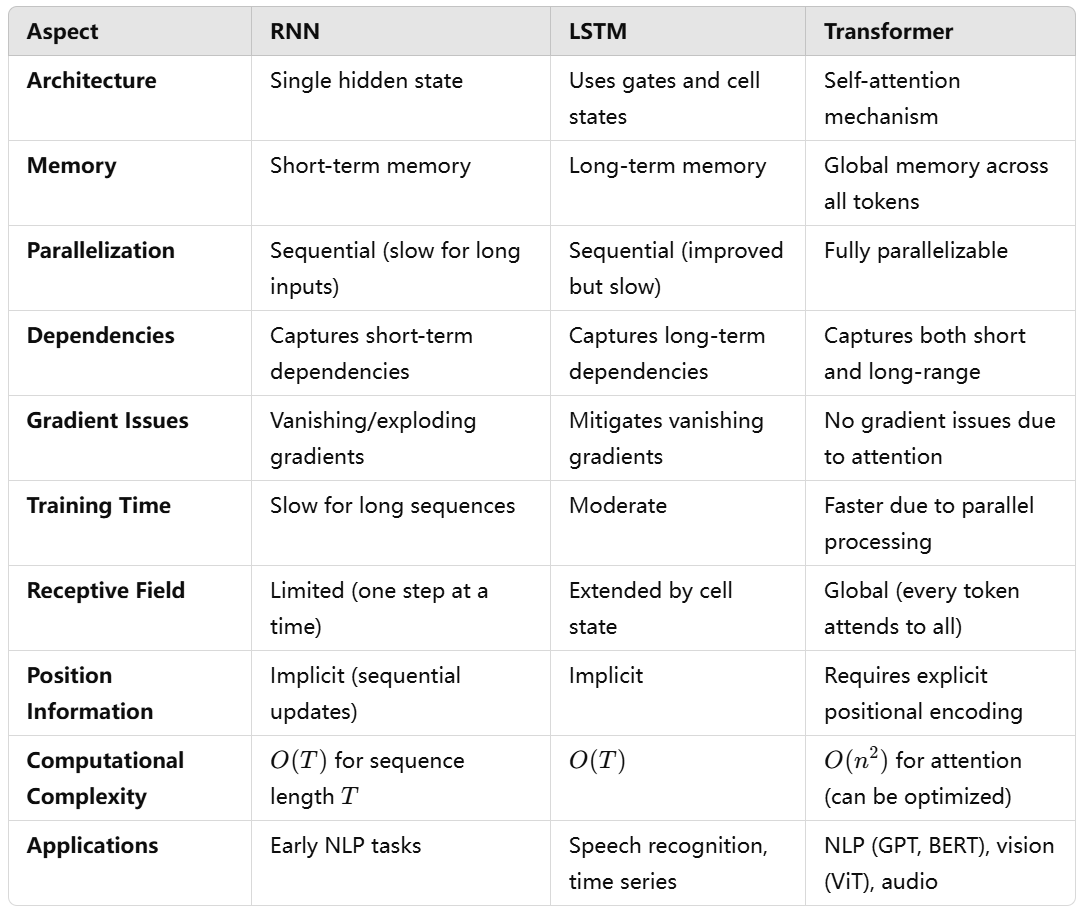 Aspect RNN LSTM Transformer
Architecture Single hidden state Uses gates and cell states Self-attention mechanism
Memory Short-term memory Long-term memory Global memory across all tokens
Parallelization Sequential (slow for long inputs) Sequential (improved but slow) Fully parallelizable
Dependencies Captures short-term dependencies Captures long-term dependencies Captures both short and long-range
Gradient Issues Vanishing/exploding gradients Mitigates vanishing gradients No gradient issues due to attention
Training Time Slow for long sequences Moderate Faster due to parallel processing
Receptive Field Limited (one step at a time) Extended by cell state Global (every token attends to all)
Position Information Implicit (sequential updates) Implicit Requires explicit positional encoding
Computational Complexity O(T) for sequence length T O(T) O(n²) for attention (can be optimized)
Applications Early NLP tasks Speech recognition, time series NLP (GPT, BERT), vision (ViT), audio